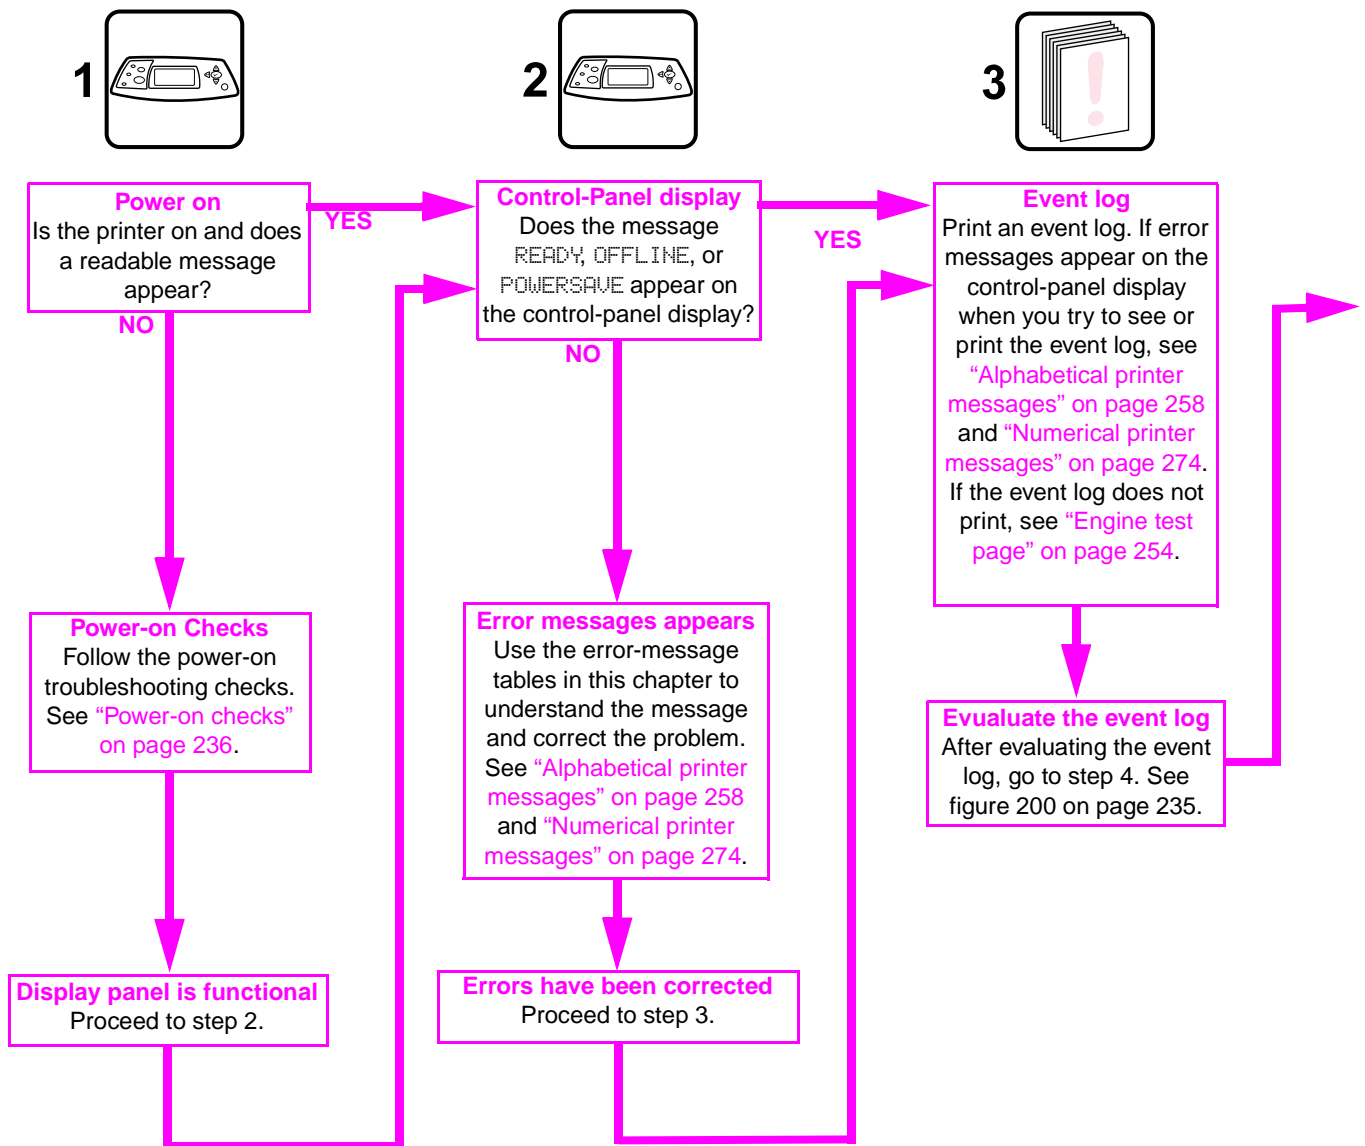 1
2
3
Power on
Is the printer on and does
a readable message
appear?
YES
NO
Power-on Checks
Follow the power-on
troubleshooting checks.
See “Power-on checks”
on page 236.
Display panel is functional
Proceed to step 2.
Control-Panel display
Does the message
READY, OFFLINE, or
POWERSAVE appear on
the control-panel display?
YES
NO
Error messages appears
Use the error-message
tables in this chapter to
understand the message
and correct the problem.
See “Alphabetical printer
messages” on page 258
and “Numerical printer
messages” on page 274.
Errors have been corrected
Proceed to step 3.
Event log
Print an event log. If error
messages appear on the
control-panel display
when you try to see or
print the event log, see
“Alphabetical printer
messages” on page 258
and “Numerical printer
messages” on page 274.
If the event log does not
print, see “Engine test
page” on page 254.
Evualuate the event log
After evaluating the event
log, go to step 4. See
figure 200 on page 235.